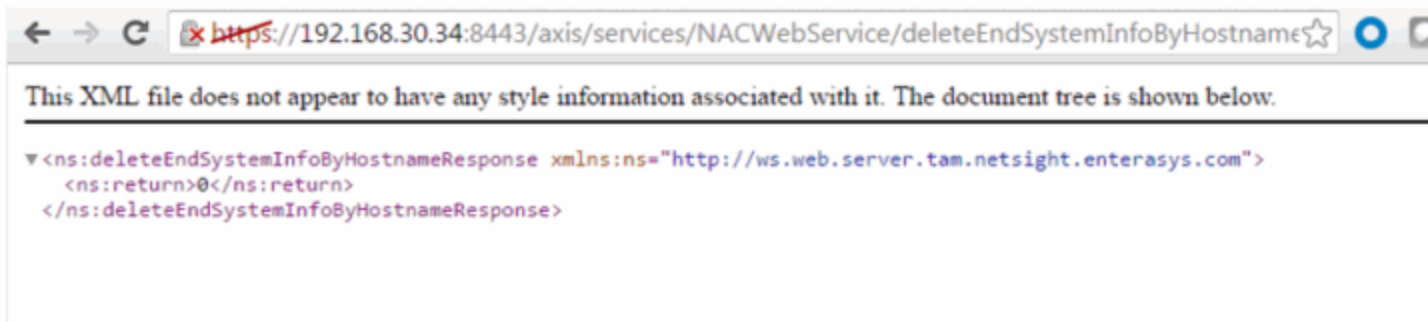 https://192.168.30.34:8443/axis/services/NACWebService/deleteEndSystemInfoByHostname
This XML file does not appear to have any style information associated with it. The document tree is shown below.
▼<ns:deleteEndSystemInfoByHostnameResponse xmlns:ns="http://ws.web.server.tam.netsight.enterasys.com">
<ns:return>0</ns:return>
</ns:deleteEndSystemInfoByHostnameResponse>